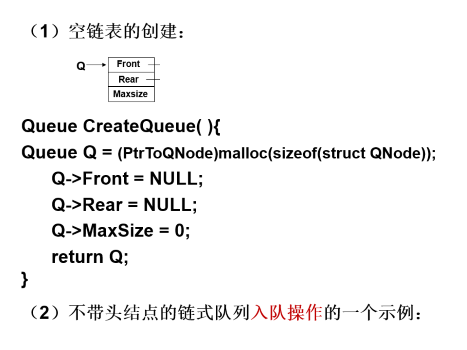 （1）空链表的创建：
Q
Front
Rear
Maxsize
Queue CreateQueue( ){
Queue Q = (PtrToQNode)malloc(sizeof(struct QNode));
Q->Front = NULL;
Q->Rear = NULL;
Q->MaxSize = 0;
return Q;
}
（2）不带头结点的链式队列入队操作的一个示例：